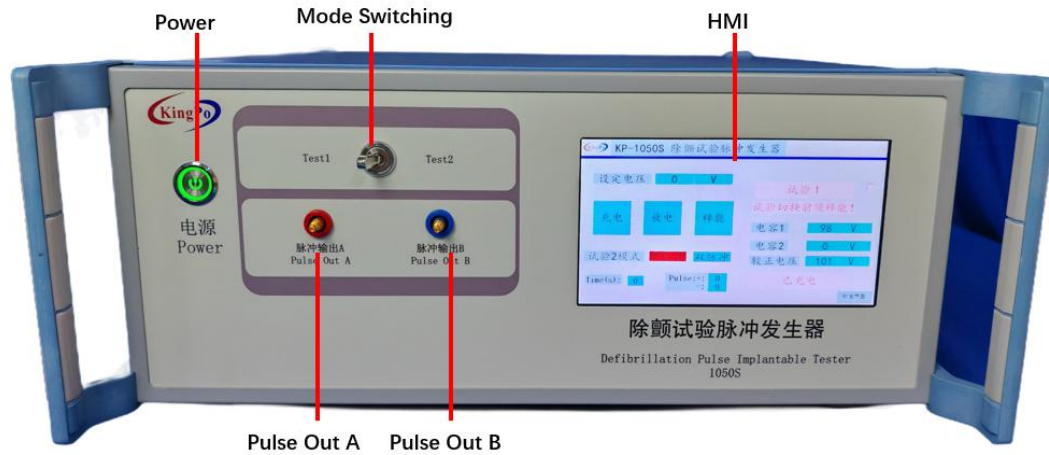 Power
Mode Switching
HMI
KingPo
Test1
Test2
电源
Power
脉冲输出A
Pulse Out A
脉冲输出B
Pulse Out B
KP-1050S 除颤试验脉冲发生器
设定电压 0 V
试验1
充电 放电 释能
电容1 98 V
电容2 0 V
试验2模式
校正电压 101 V
Time(s): 0
Pulse:+: 0
-: 0
已充电
除颤试验脉冲发生器
Defibrillation Pulse Implantable Tester
1050S
Pulse Out A
Pulse Out B